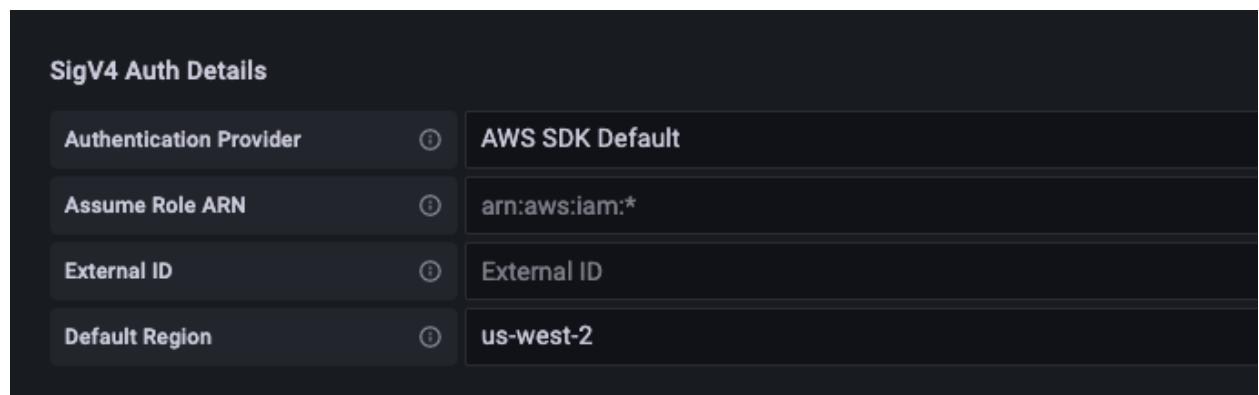 SigV4 Auth Details
Authentication Provider AWS SDK Default
Assume Role ARN arn:aws:iam:*
External ID External ID
Default Region us-west-2